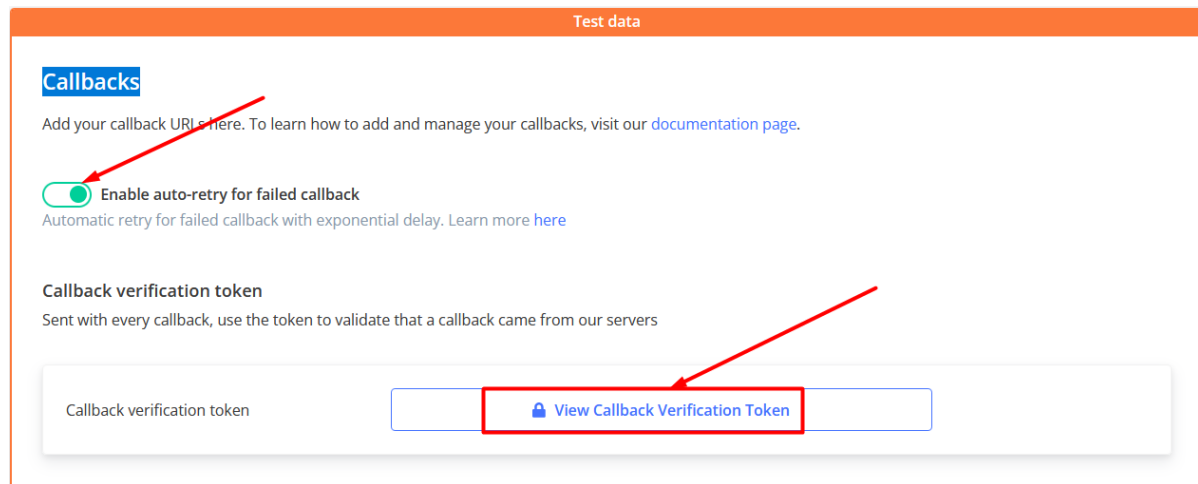 Test data
Callbacks
Add your callback URLs here. To learn how to add and manage your callbacks, visit our documentation page.
Enable auto-retry for failed callback
Automatic retry for failed callback with exponential delay. Learn more here
Callback verification token
Sent with every callback, use the token to validate that a callback came from our servers
Callback verification token
View Callback Verification Token